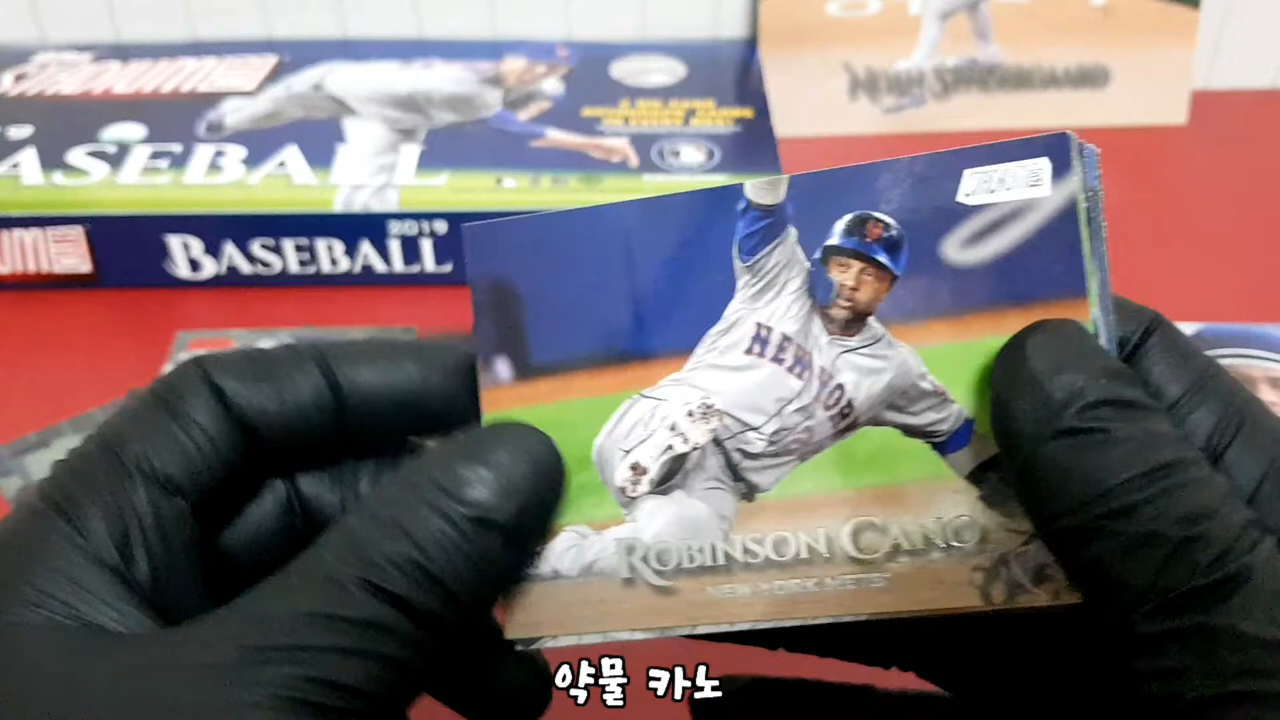 STADIUM
NOAH SYNDERGAARD
BASEBALL
2019
BASEBALL
ROBINSON CANO
NEW YORK METS
NEW YORK
약물 카노